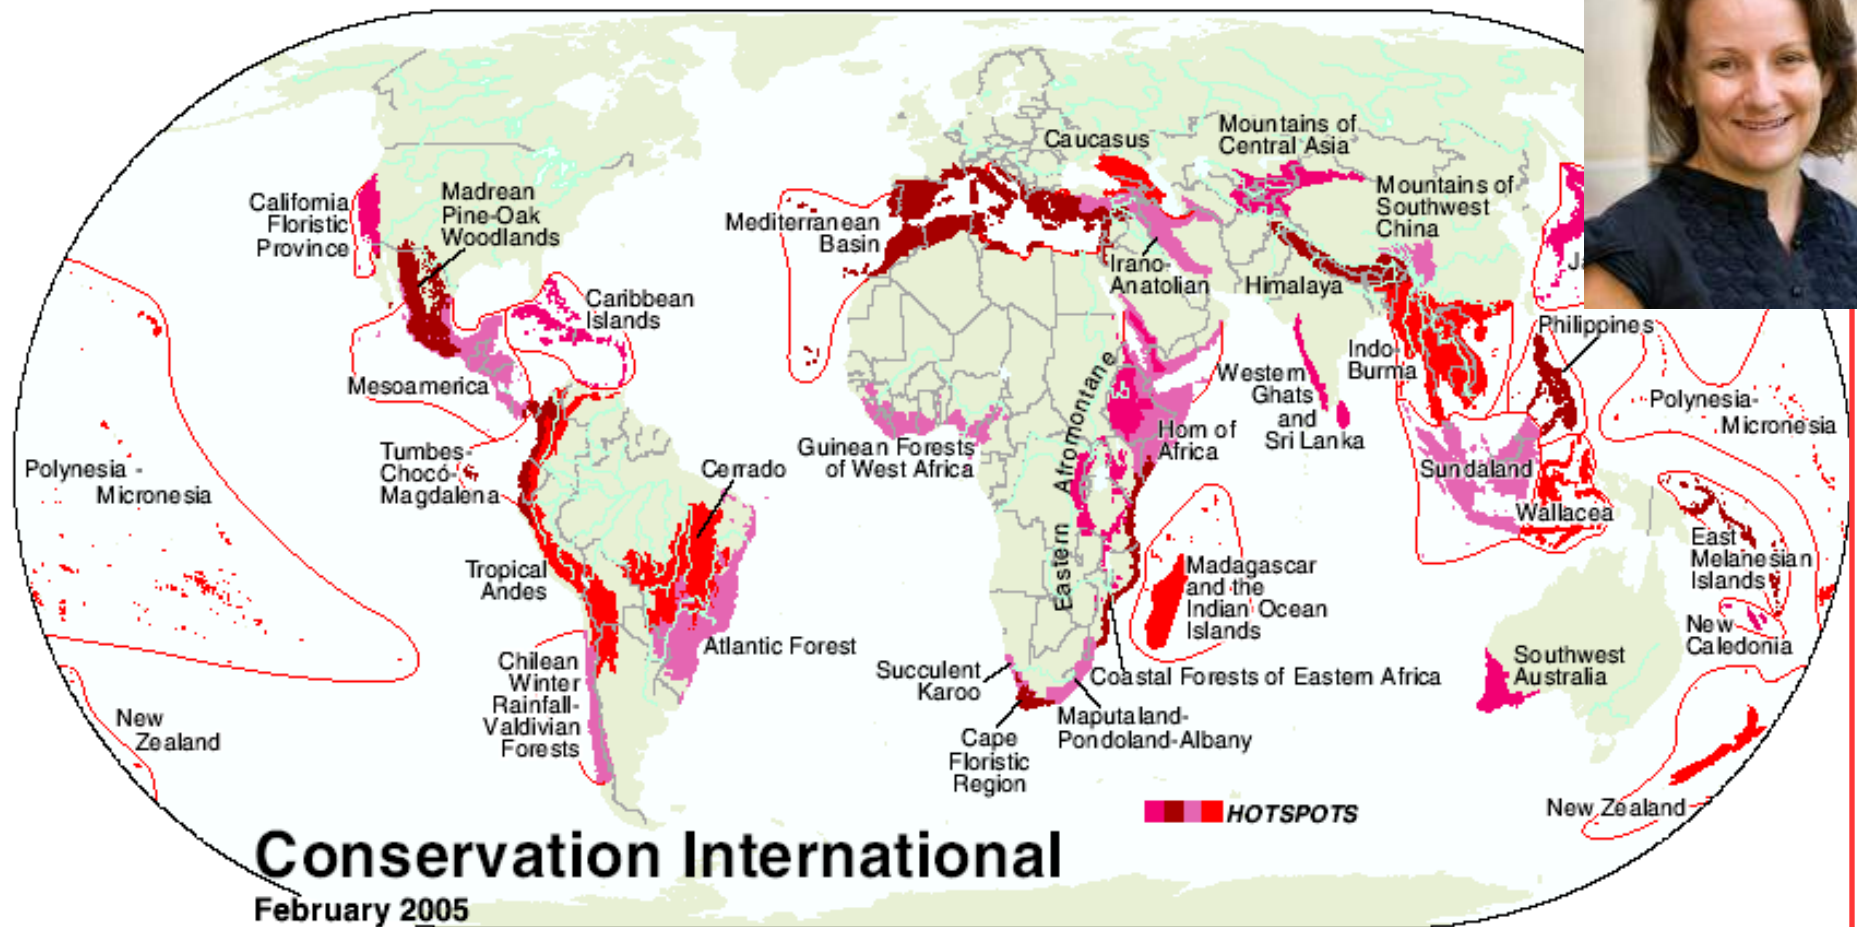 Caucasus
Mountains of
Central Asia
Mountains of
Southwest
China
California
Floristic
Province
Madrean
Pine-Oak
Woodlands
Mediterranean
Basin
Irano-
Anatolian
Himalaya
Caribbean
Islands
Philippines
Indo-
Burma
Mesoamerica
Western
Ghats
and
Sri Lanka
Polynesia-
Micronesia
Guinean Forests
of West Africa
Eastern Afromontane
Horn of
Africa
Tumbes-
Chocó-
Magdalena
Cerrado
Polynesia -
Micronesia
Sundaland
Wallacea
East
Melanesian
Islands
Tropical
Andes
Madagascar
and the
Indian Ocean
Islands
New
Caledonia
Atlantic Forest
Chilean
Winter
Rainfall-
Valdivian
Forests
Succulent
Karoo
Coastal Forests of Eastern Africa
Southwest
Australia
Cape
Floristic
Region
Maputaland-
Pondoland-Albany
New
Zealand
New Zealand
HOTSPOTS
Conservation International
February 2005